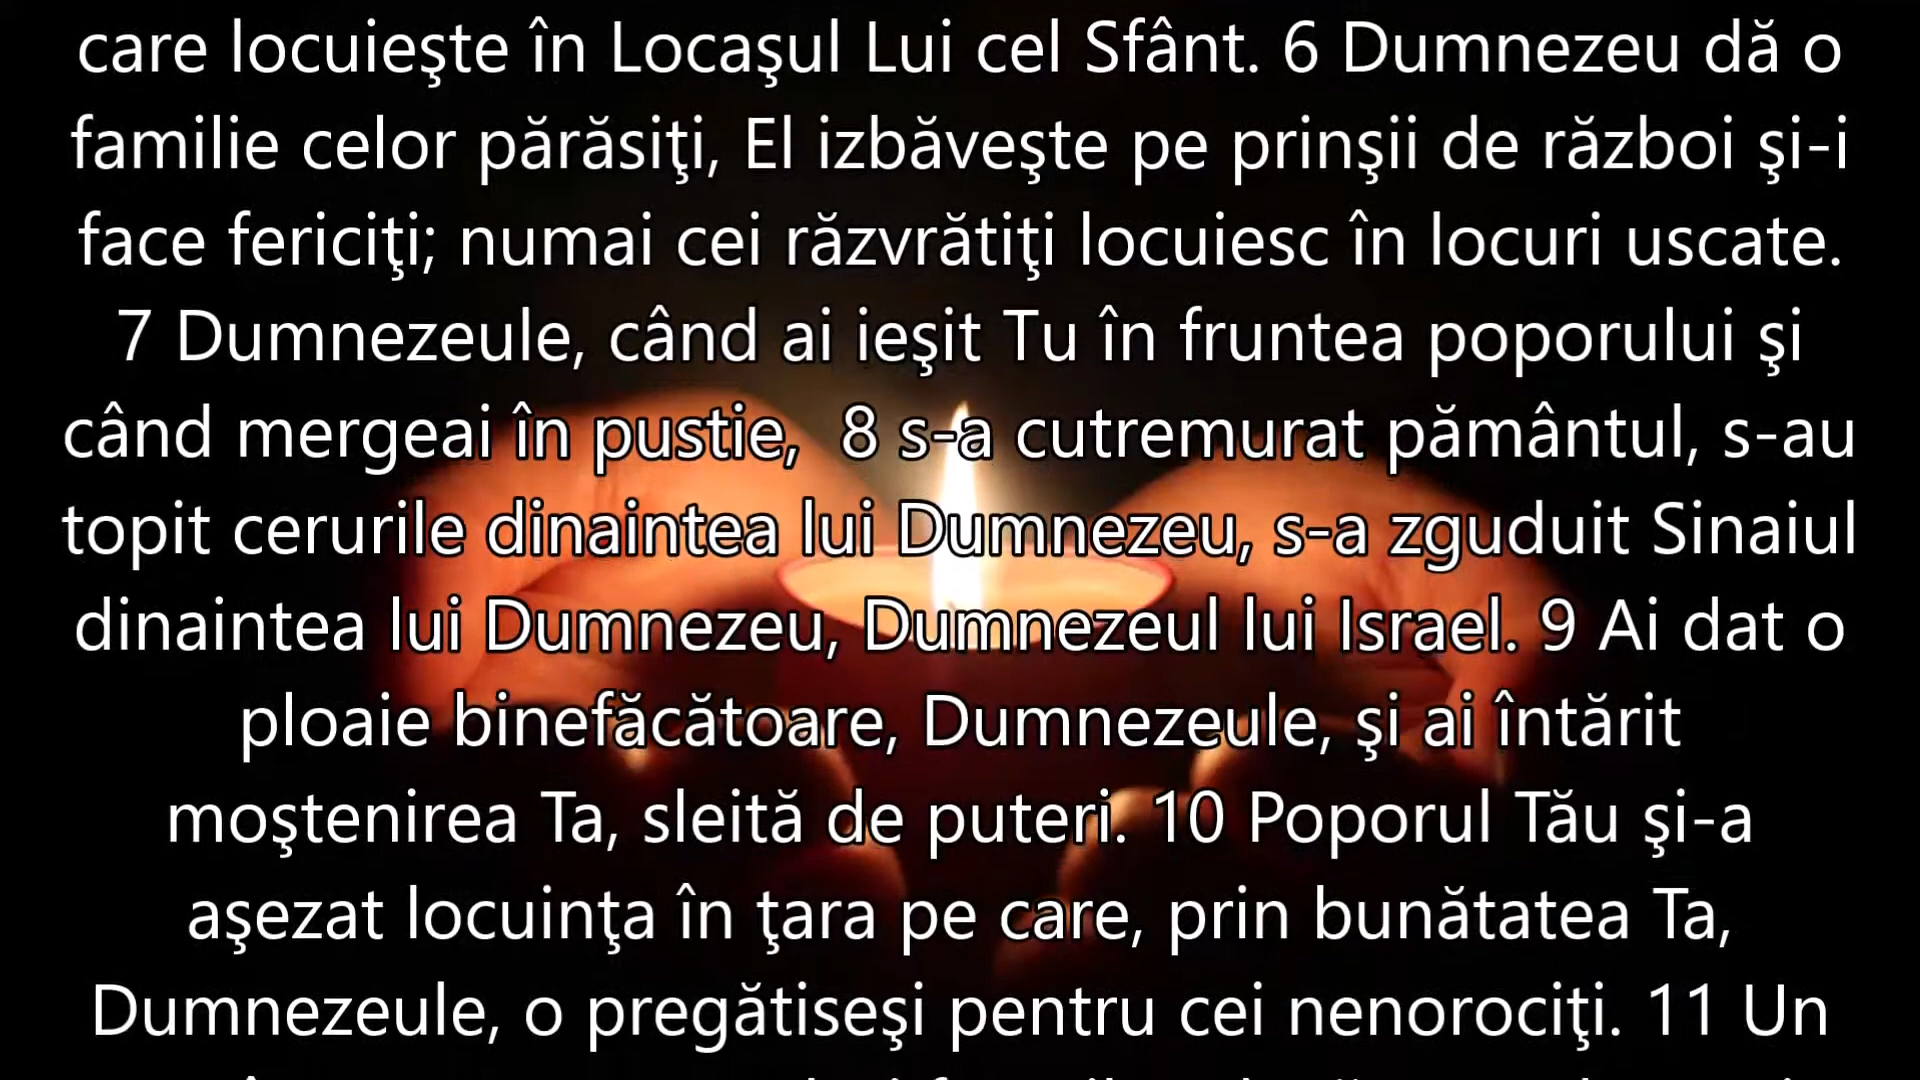 care locuieşte în Locaşul Lui cel Sfânt. 6 Dumnezeu dă o
familie celor părăsiţi, El izbăveşte pe prinşii de război şi-i
face fericiţi; numai cei răzvrătiţi locuiesc în locuri uscate.
7 Dumnezeule, când ai ieşit Tu în fruntea poporului şi
când mergeai în pustie,  8 s-a cutremurat pământul, s-au
topit cerurile dinaintea lui Dumnezeu, s-a zguduit Sinaiul
dinaintea lui Dumnezeu, Dumnezeul lui Israel. 9 Ai dat o
ploaie binefăcătoare, Dumnezeule, şi ai întărit
moştenirea Ta, sleită de puteri. 10 Poporul Tău şi-a
aşezat locuinţa în ţara pe care, prin bunătatea Ta,
Dumnezeule, o pregătiseşi pentru cei nenorociţi. 11 Un